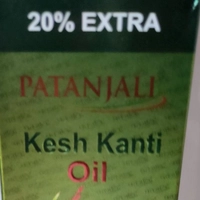 20% EXTRA
PATANJALI
Kesh Kanti
Oil